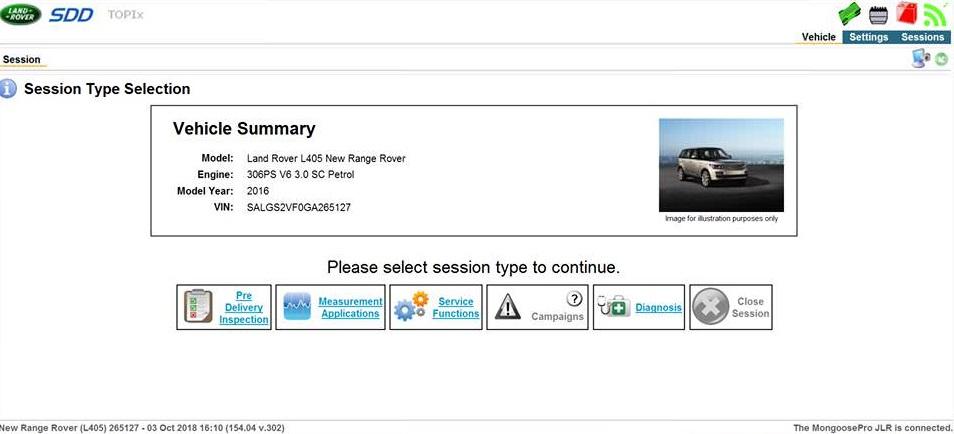 LAND-
-ROVER
SDD TOPIx
Vehicle Settings Sessions
Session
Session Type Selection
Vehicle Summary
Model: Land Rover L405 New Range Rover
Engine: 306PS V6 3.0 SC Petrol
Model Year: 2016
VIN: SALGS2VF0GA265127
Image for illustration purposes only
Please select session type to continue.
Pre
Delivery
Inspection
Measurement
Applications
Service
Functions
Campaigns
Diagnosis
Close
Session
New Range Rover (L405) 265127 - 03 Oct 2018 16:10 (154.04 v.302)
The MongoosePro JLR is connected.